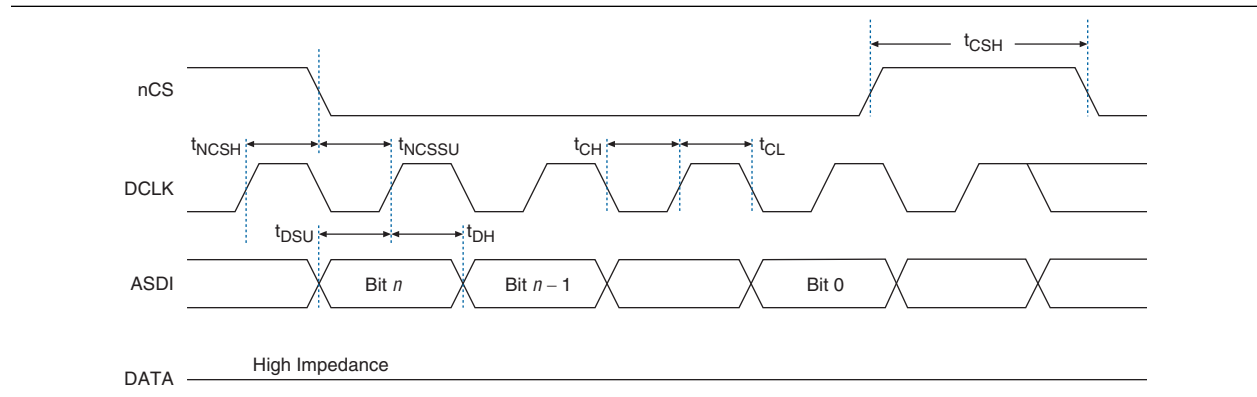 tCSH
nCS
tNCSH
tNCSSU
tCH
tCL
DCLK
tDSU
tDH
ASDI
Bit n
Bit n – 1
Bit 0
High Impedance
DATA